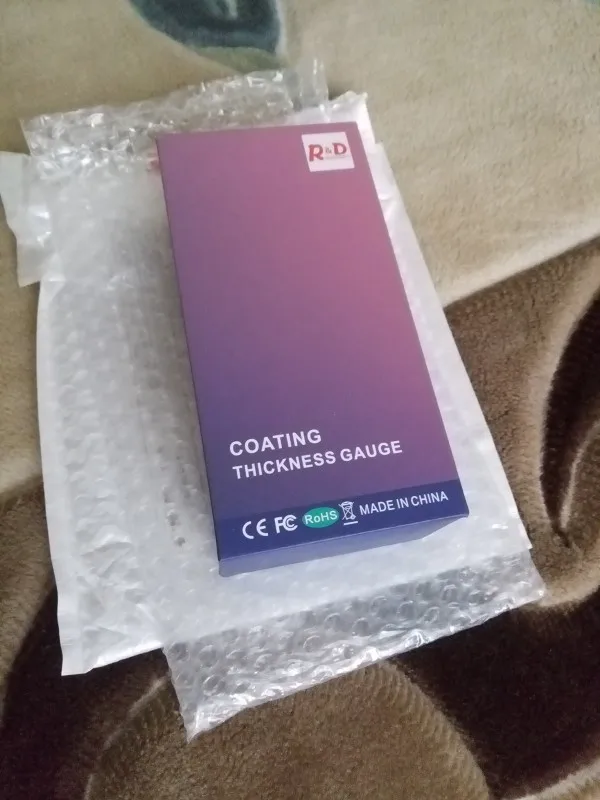 R&D
COATING
THICKNESS GAUGE
CE FC RoHS MADE IN CHINA